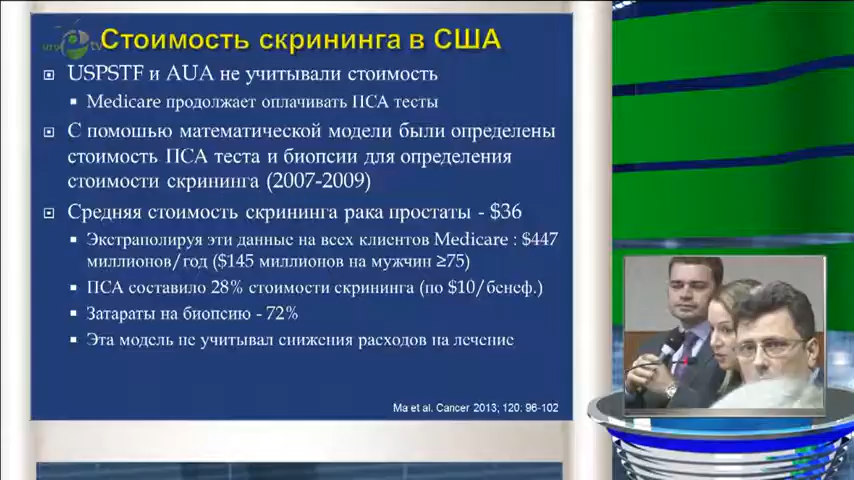 Стоимость скрининга в США
USPSTF и AUA не учитывали стоимость
Medicare продолжает оплачивать ПСА тесты
С помошью математической модели были определены
стоимость ПСА теста и биопсии для определения
стоимости скрининга (2007-2009)
Средняя стоимость скрининга рака простаты - $36
Экстраполируя эти данные на всех клиентов Medicare : $447
миллионов/год ($145 миллионов на мужчин ≥75)
ПСА составило 28% стоимости скрининга (по $10/бенеф.)
Затараты на биопсию - 72%
Эта модель не учитывал снижения расходов на лечение
Ma et al. Cancer 2013; 120: 96-102